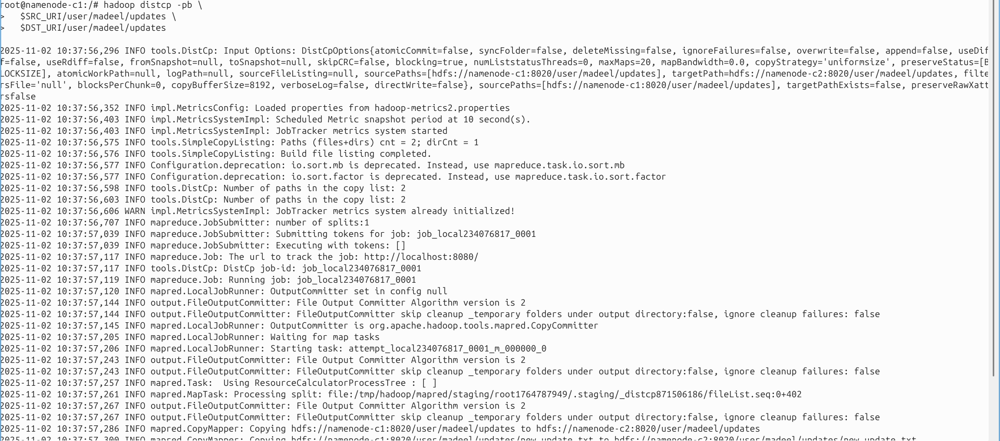 root@namenode-c1:/# hadoop distcp -pb \
>   $SRC_URI/user/madeel/updates \
>   $DST_URI/user/madeel/updates
2025-11-02 10:37:56,296 INFO tools.DistCp: Input Options: DistCpOptions{atomicCommit=false, syncFolder=false, deleteMissing=false, ignoreFailures=false, overwrite=false, append=false, useDif
f=false, useRdiff=false, fromSnapshot=null, toSnapshot=null, skipCRC=false, blocking=true, numListstatusThreads=0, maxMaps=20, mapBandwidth=0.0, copyStrategy='uniformsize', preserveStatus=[B
LOCKSIZE], atomicWorkPath=null, logPath=null, sourceFileListing=null, sourcePaths=[hdfs://namenode-c1:8020/user/madeel/updates], targetPath=hdfs://namenode-c2:8020/user/madeel/updates, filte
rsFile='null', blocksPerChunk=0, copyBufferSize=8192, verboseLog=false, directWrite=false}, sourcePaths=[hdfs://namenode-c1:8020/user/madeel/updates], targetPathExists=false, preserveRawXatt
rsfalse
2025-11-02 10:37:56,352 INFO impl.MetricsConfig: Loaded properties from hadoop-metrics2.properties
2025-11-02 10:37:56,403 INFO impl.MetricsSystemImpl: Scheduled Metric snapshot period at 10 second(s).
2025-11-02 10:37:56,403 INFO impl.MetricsSystemImpl: JobTracker metrics system started
2025-11-02 10:37:56,575 INFO tools.SimpleCopyListing: Paths (files+dirs) cnt = 2; dirCnt = 1
2025-11-02 10:37:56,576 INFO tools.SimpleCopyListing: Build file listing completed.
2025-11-02 10:37:56,577 INFO Configuration.deprecation: io.sort.mb is deprecated. Instead, use mapreduce.task.io.sort.mb
2025-11-02 10:37:56,577 INFO Configuration.deprecation: io.sort.factor is deprecated. Instead, use mapreduce.task.io.sort.factor
2025-11-02 10:37:56,598 INFO tools.DistCp: Number of paths in the copy list: 2
2025-11-02 10:37:56,603 INFO tools.DistCp: Number of paths in the copy list: 2
2025-11-02 10:37:56,606 WARN impl.MetricsSystemImpl: JobTracker metrics system already initialized!
2025-11-02 10:37:56,707 INFO mapreduce.JobSubmitter: number of splits:1
2025-11-02 10:37:57,039 INFO mapreduce.JobSubmitter: Submitting tokens for job: job_local234076817_0001
2025-11-02 10:37:57,039 INFO mapreduce.JobSubmitter: Executing with tokens: []
2025-11-02 10:37:57,117 INFO mapreduce.Job: The url to track the job: http://localhost:8080/
2025-11-02 10:37:57,117 INFO tools.DistCp: DistCp job-id: job_local234076817_0001
2025-11-02 10:37:57,119 INFO mapreduce.Job: Running job: job_local234076817_0001
2025-11-02 10:37:57,120 INFO mapred.LocalJobRunner: OutputCommitter set in config null
2025-11-02 10:37:57,144 INFO output.FileOutputCommitter: File Output Committer Algorithm version is 2
2025-11-02 10:37:57,144 INFO output.FileOutputCommitter: FileOutputCommitter skip cleanup _temporary folders under output directory:false, ignore cleanup failures: false
2025-11-02 10:37:57,145 INFO mapred.LocalJobRunner: OutputCommitter is org.apache.hadoop.tools.mapred.CopyCommitter
2025-11-02 10:37:57,205 INFO mapred.LocalJobRunner: Waiting for map tasks
2025-11-02 10:37:57,206 INFO mapred.LocalJobRunner: Starting task: attempt_local234076817_0001_m_000000_0
2025-11-02 10:37:57,243 INFO output.FileOutputCommitter: File Output Committer Algorithm version is 2
2025-11-02 10:37:57,243 INFO output.FileOutputCommitter: FileOutputCommitter skip cleanup _temporary folders under output directory:false, ignore cleanup failures: false
2025-11-02 10:37:57,257 INFO mapred.Task:  Using ResourceCalculatorProcessTree : [ ]
2025-11-02 10:37:57,261 INFO mapred.MapTask: Processing split: file:/tmp/hadoop/mapred/staging/root1764787949/.staging/_distcp871506186/fileList.seq:0+402
2025-11-02 10:37:57,267 INFO output.FileOutputCommitter: File Output Committer Algorithm version is 2
2025-11-02 10:37:57,267 INFO output.FileOutputCommitter: FileOutputCommitter skip cleanup _temporary folders under output directory:false, ignore cleanup failures: false
2025-11-02 10:37:57,286 INFO mapred.CopyMapper: Copying hdfs://namenode-c1:8020/user/madeel/updates to hdfs://namenode-c2:8020/user/madeel/updates
2025-11-02 10:37:57,300 INFO mapred.CopyMapper: Copying hdfs://namenode-c1:8020/user/madeel/updates/new_update.txt to hdfs://namenode-c2:8020/user/madeel/updates/new_update.txt